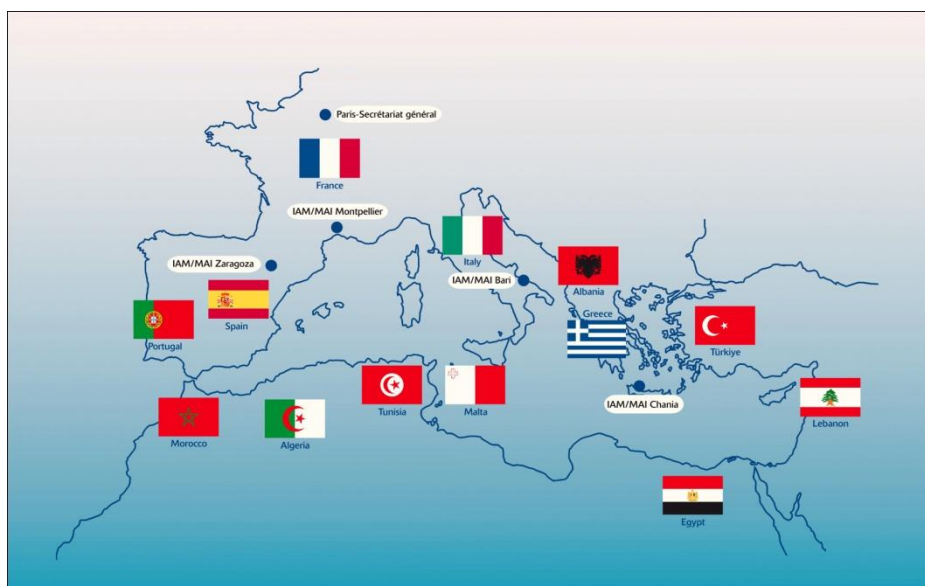 Paris-Secrétariat général
France
IAM/MAI Montpellier
Italy
IAM/MAI Zaragoza
IAM/MAI Bari
Albania
Spain
Greece
Portugal
Türkiye
Tunisia
Malta
IAM/MAI Chania
Lebanon
Morocco
Algeria
Egypt